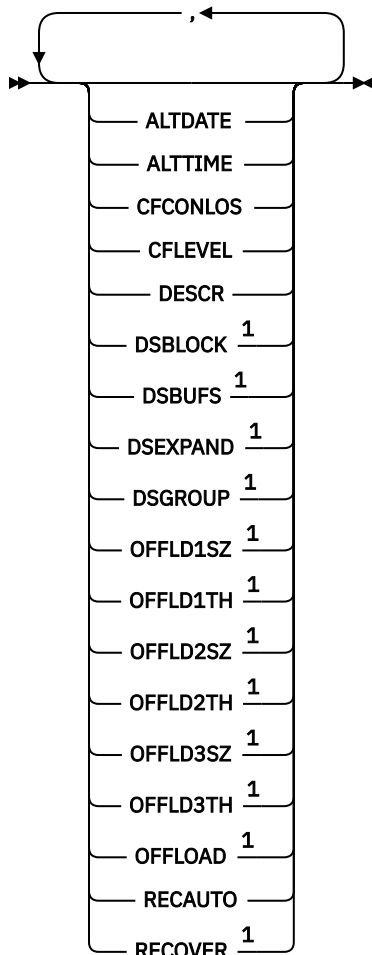 ,
ALTDATE
ALTTIME
CFCONLOS
CFLEVEL
DESCR
DSBLOCK 1
DSBUFS 1
DSEXPAND 1
DSGROUP 1
OFFLD1SZ 1
OFFLD1TH 1
OFFLD2SZ 1
OFFLD2TH 1
OFFLD3SZ 1
OFFLD3TH 1
OFFLOAD 1
RECAUTO
RECOVER 1